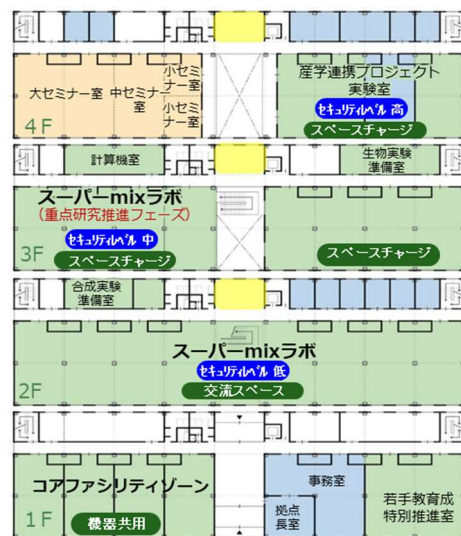 大セミナー室
中セミナー
室
小セミ
ナー室
小セミ
ナー室
産学連携プロジェクト
実験室
セキュリティレベル 高
スペースチャージ
4F
計算機室
生物実験
準備室
スーパーmixラボ
（重点研究推進フェーズ）
セキュリティレベル 中
スペースチャージ
スペースチャージ
3F
合成実験
準備室
スーパーmixラボ
セキュリティレベル 低
交流スペース
2F
コアファシリティゾーン
機器共用
1F
事務室
拠点
長室
若手教育成
特別推進室